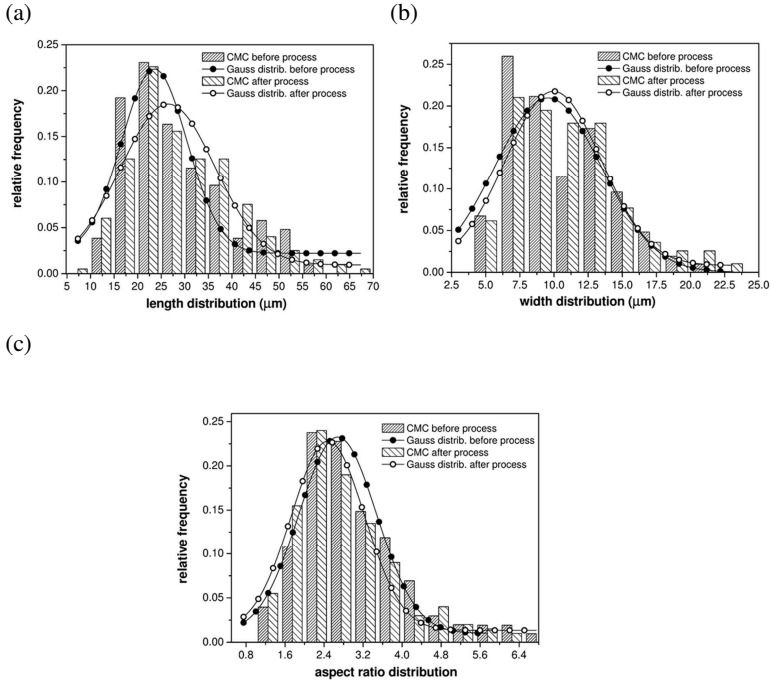 (a)
0.25
0.20
0.15
0.10
0.05
0.00
relative frequency
CMC before process
Gauss distrib. before process
CMC after process
Gauss distrib. after process
5 10 15 20 25 30 35 40 45 50 55 60 65 70
length distribution (μm)
(b)
0.25
0.20
0.15
0.10
0.05
0.00
relative frequency
CMC before process
Gauss distrib. before process
CMC after process
Gauss distrib. after process
2.5 5.0 7.5 10.0 12.5 15.0 17.5 20.0 22.5 25.0
width distribution (μm)
(c)
0.25
0.20
0.15
0.10
0.05
0.00
relative frequency
CMC before process
Gauss distrib. before process
CMC after process
Gauss distrib. after process
0.8 1.6 2.4 3.2 4.0 4.8 5.6 6.4
aspect ratio distribution